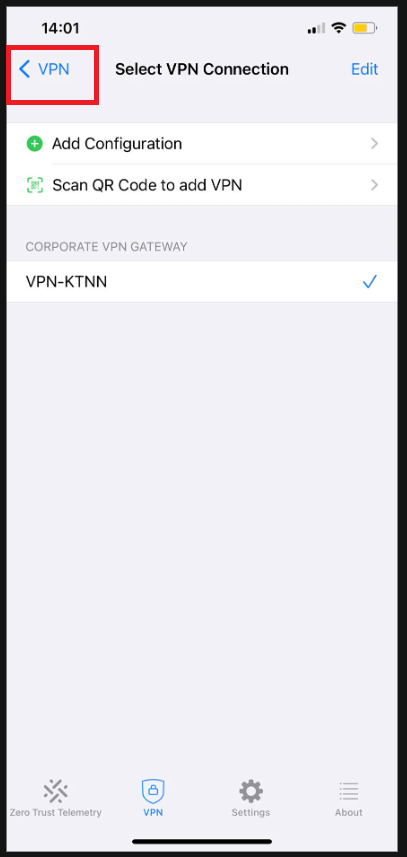 14:01
VPN
Select VPN Connection
Edit
Add Configuration
Scan QR Code to add VPN
CORPORATE VPN GATEWAY
VPN-KTNN
Zero Trust Telemetry
VPN
Settings
About